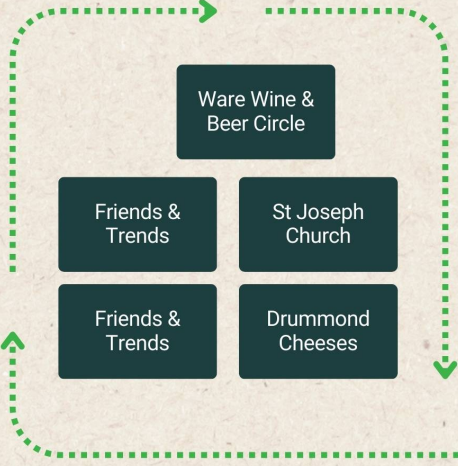 Ware Wine &
Beer Circle
Friends &
Trends
St Joseph
Church
Friends &
Trends
Drummond
Cheeses